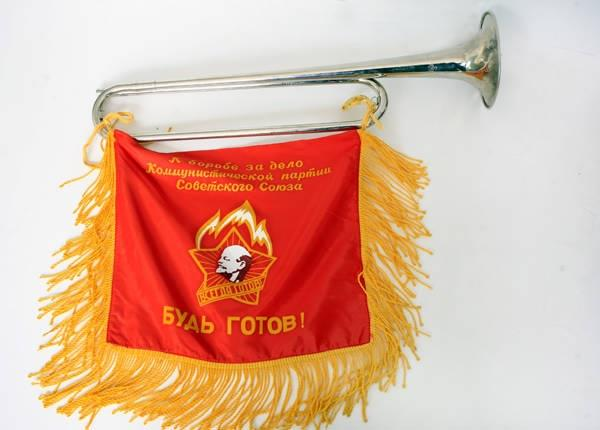 К борьбе за дело
Коммунистической партии
Советского Союза
ВСЕГДА ГОТОВ!
БУДЬ ГОТОВ!